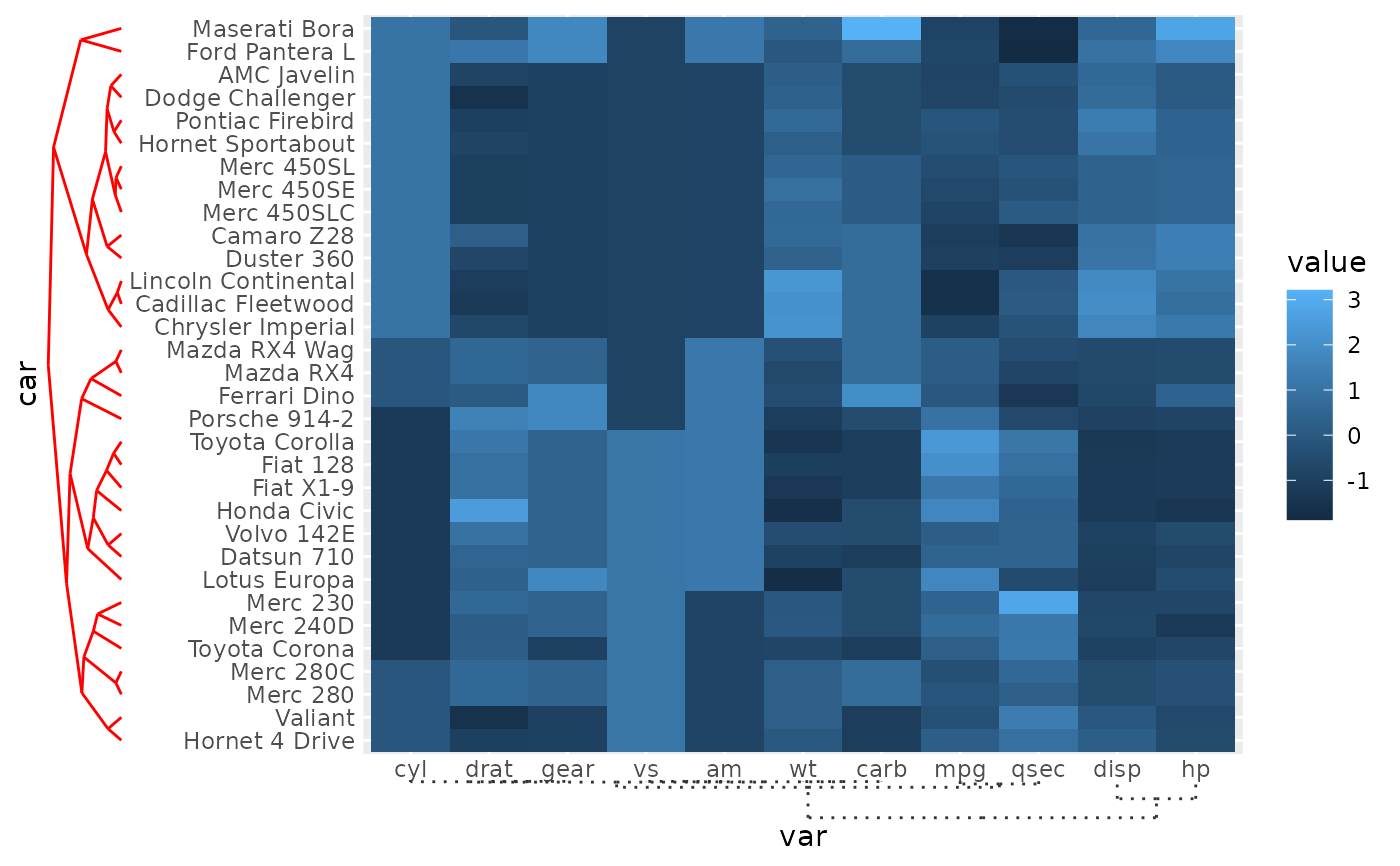 Maserati Bora
Ford Pantera L
AMC Javelin
Dodge Challenger
Pontiac Firebird
Hornet Sportabout
Merc 450SL
Merc 450SE
Merc 450SLC
Camaro Z28
Duster 360
Lincoln Continental
Cadillac Fleetwood
Chrysler Imperial
Mazda RX4 Wag
Mazda RX4
Ferrari Dino
Porsche 914-2
Toyota Corolla
Fiat 128
Fiat X1-9
Honda Civic
Volvo 142E
Datsun 710
Lotus Europa
Merc 230
Merc 240D
Toyota Corona
Merc 280C
Merc 280
Valiant
Hornet 4 Drive
car
cyl drat gear vs am wt carb mpg qsec disp hp
var
value
3
2
1
0
-1